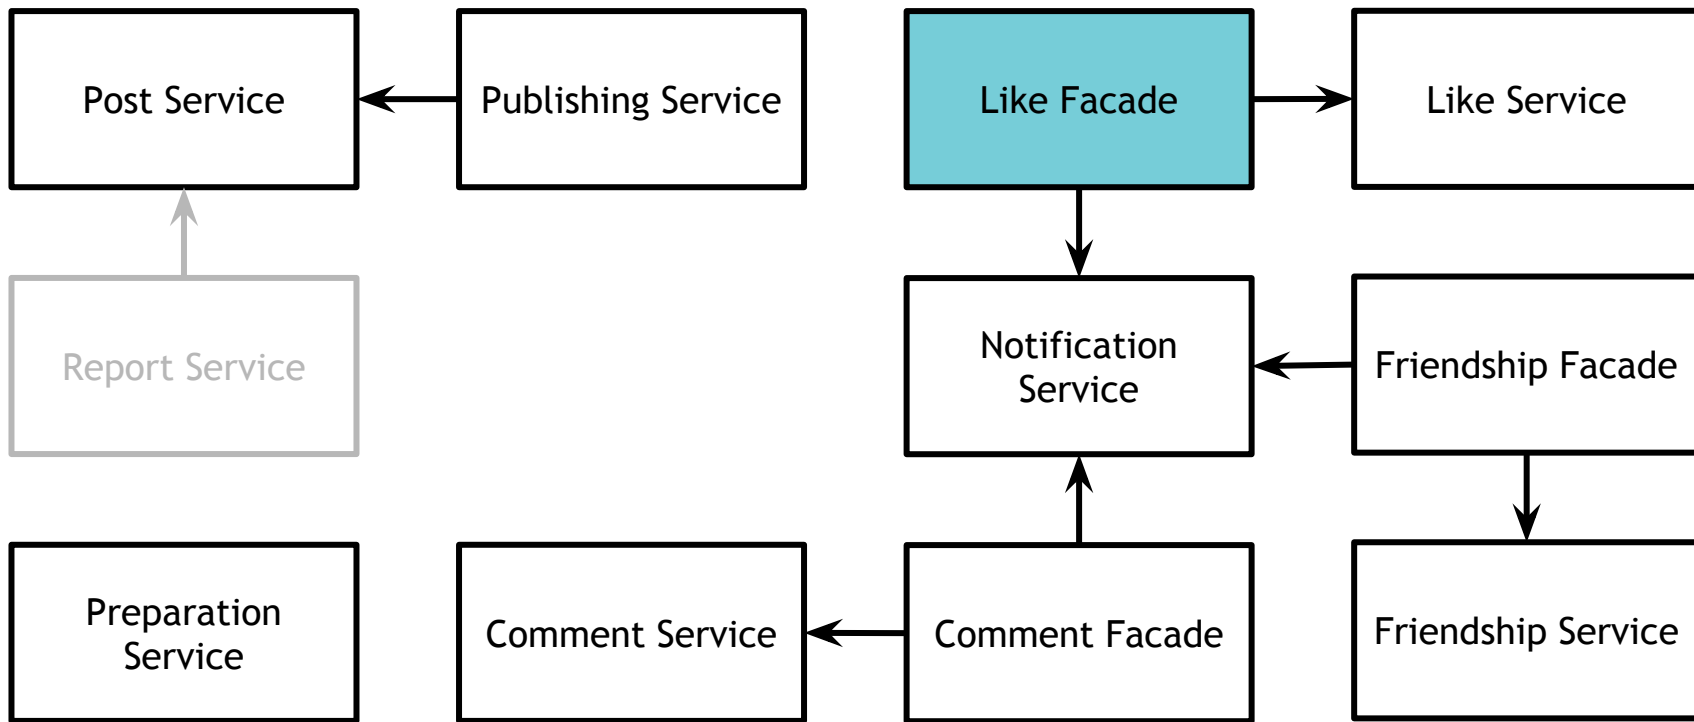 Post Service
Publishing Service
Like Facade
Like Service
Report Service
Notification
Service
Friendship Facade
Preparation
Service
Comment Service
Comment Facade
Friendship Service